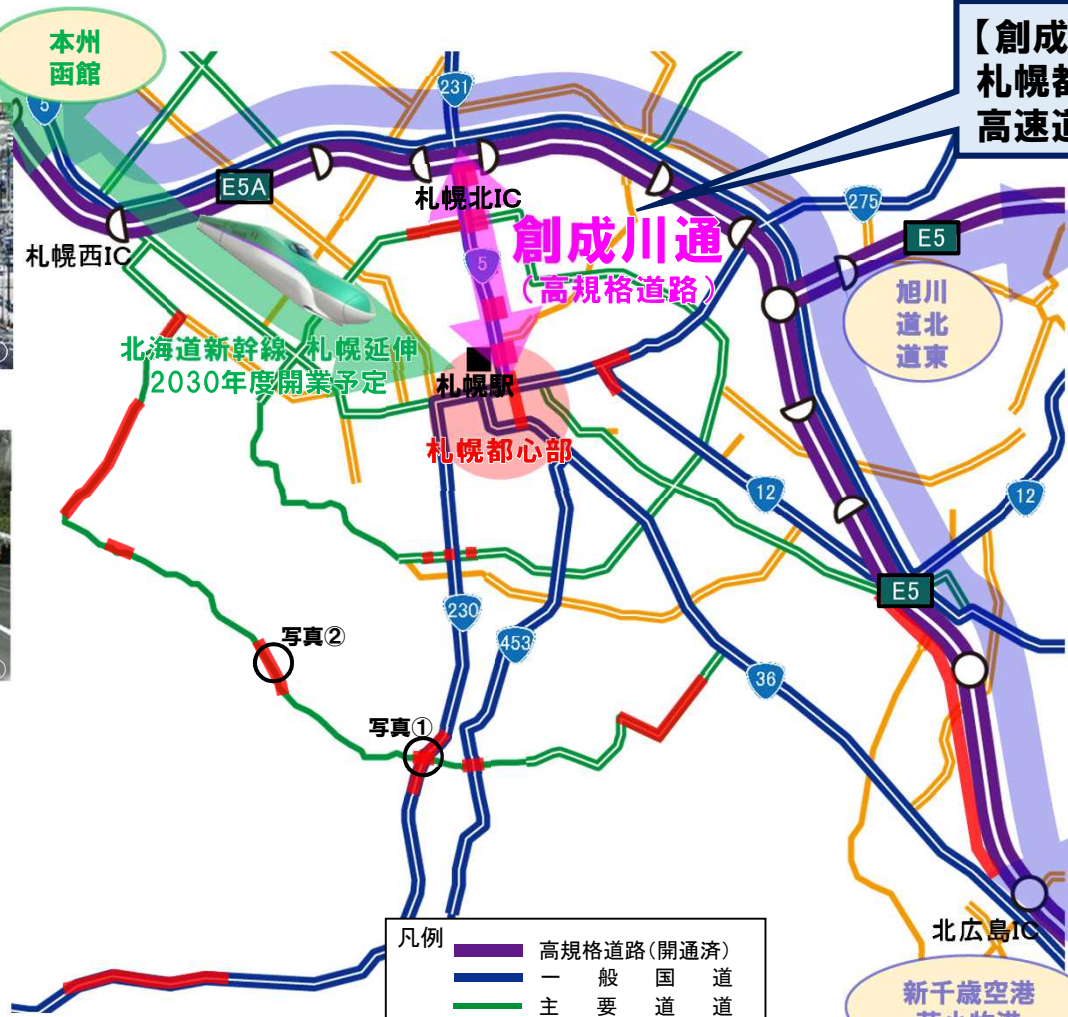 本州
函館
【創成
札幌都
高速道
5
231
E5A
札幌北IC
275
E5
札幌西IC
創成川通
(高規格道路)
5
旭川
道北
道東
北海道新幹線 札幌延伸
2030年度開業予定
札幌駅
札幌都心部
12
12
E5
230
453
36
写真②
写真①
北広島IC
凡例
高規格道路(開通済)
一般国道
主要道道
新千歳空港